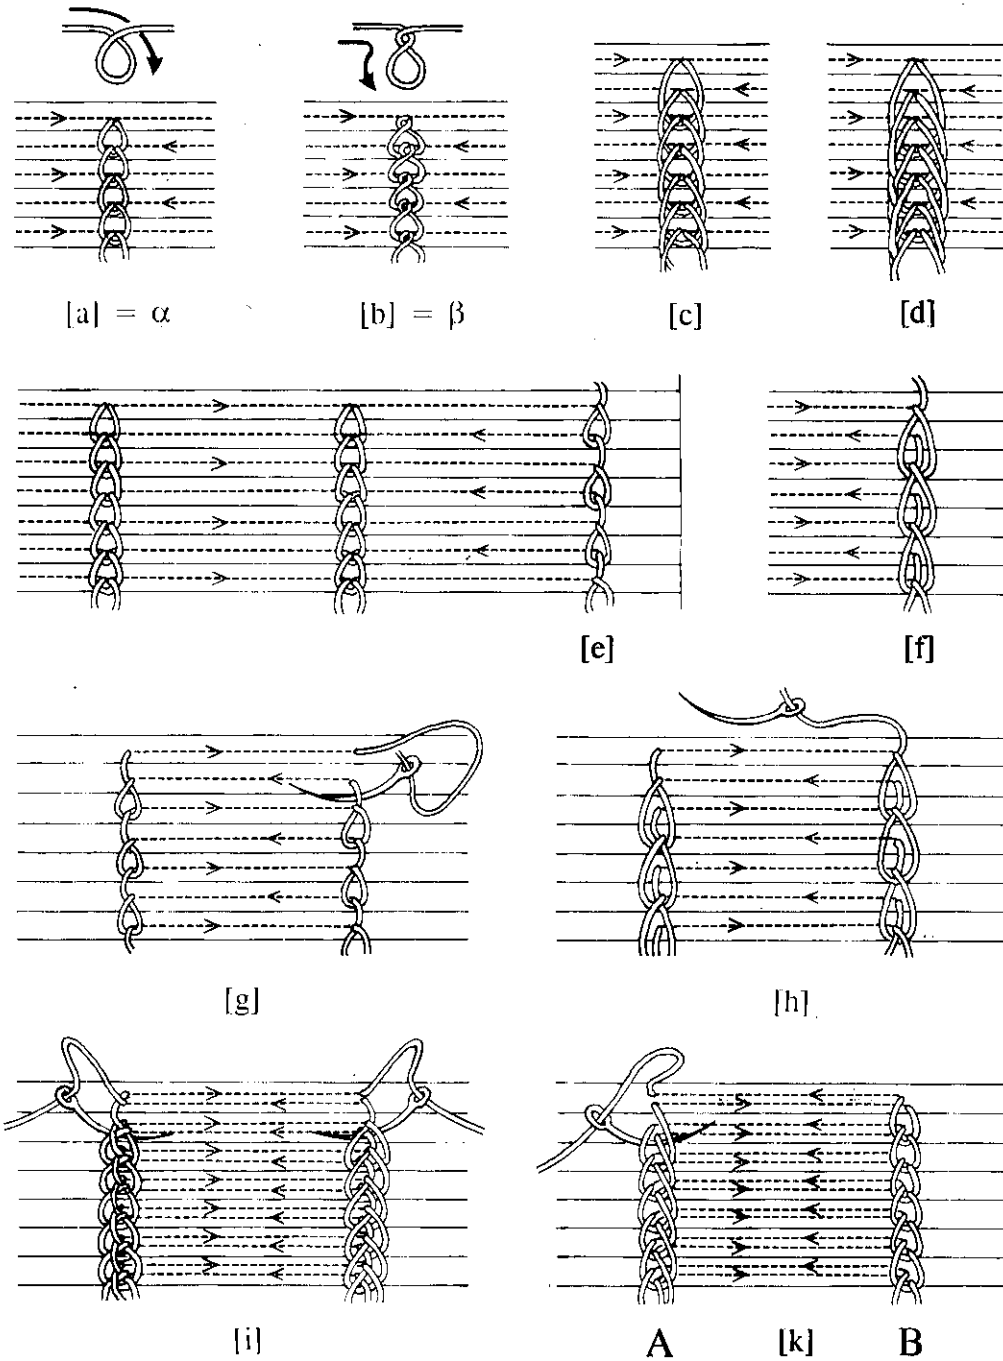 [a] = α [b] = β [c] [d]
[e] [f]
[g] [h]
[i] A [k] B